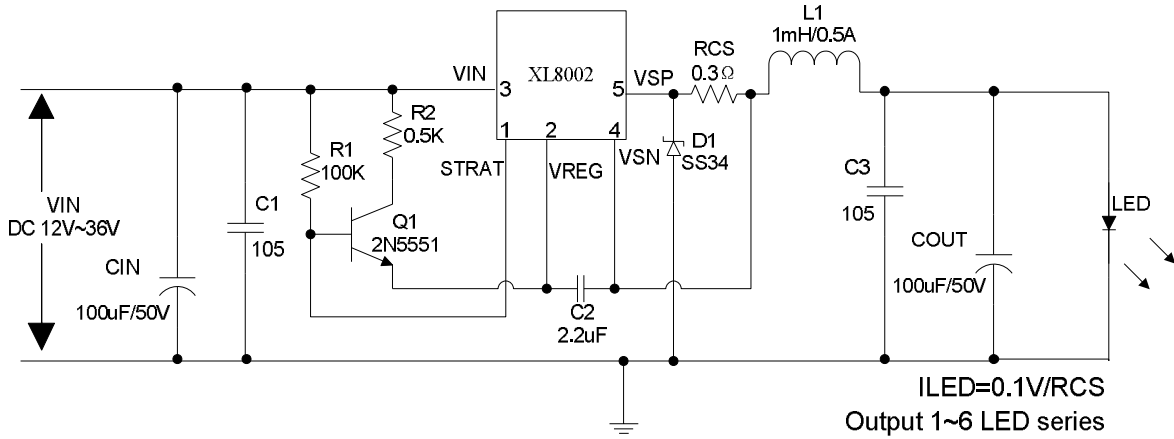 L1
1mH/0.5A
RCS
0.3Ω
XL8002
VIN
3
5
VSP
1
2
4
R2
0.5K
STRAT
VREG
VSN
D1
SS34
R1
100K
C3
105
VIN
DC 12V~36V
C1
105
Q1
2N5551
LED
CIN
100uF/50V
COUT
100uF/50V
C2
2.2uF
ILED=0.1V/RCS
Output 1~6 LED series